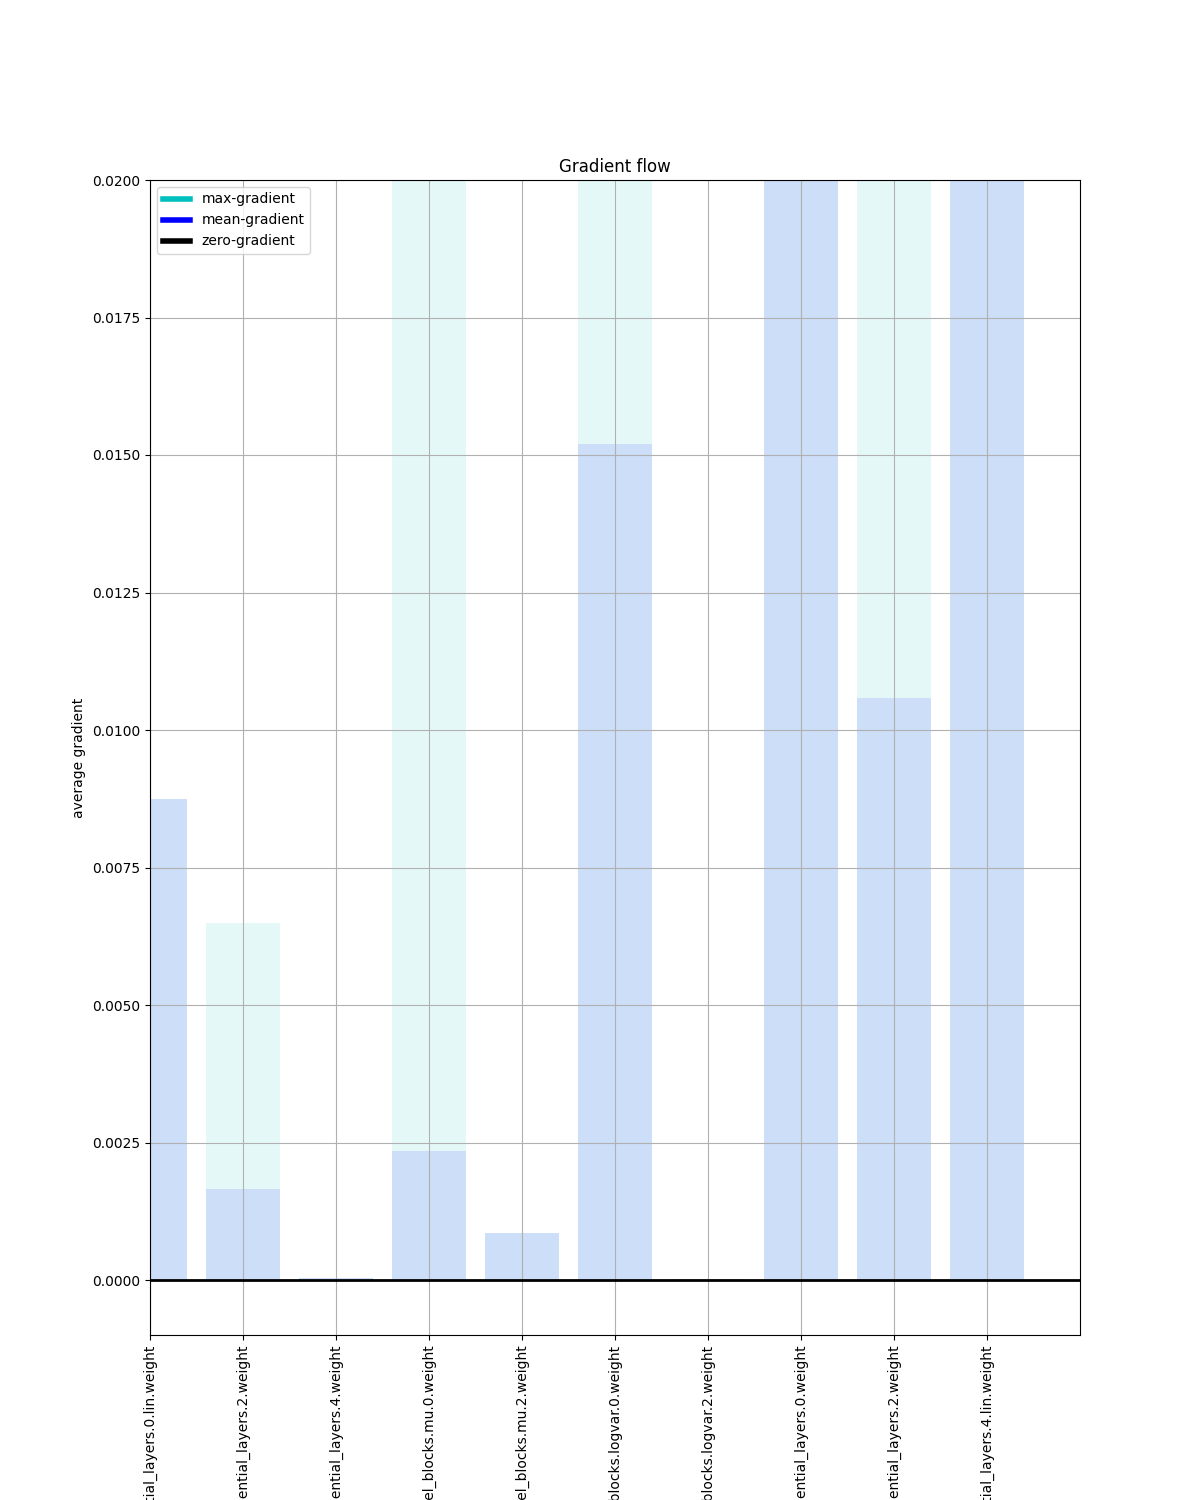 Gradient flow
max-gradient
mean-gradient
zero-gradient
average gradient
0.0200
0.0175
0.0150
0.0125
0.0100
0.0075
0.0050
0.0025
0.0000
tial_layers.0.lin.weight
ential_layers.2.weight
ential_layers.4.weight
el_blocks.mu.0.weight
el_blocks.mu.2.weight
blocks.logvar.0.weight
blocks.logvar.2.weight
ential_layers.0.weight
ential_layers.2.weight
tial_layers.4.lin.weight